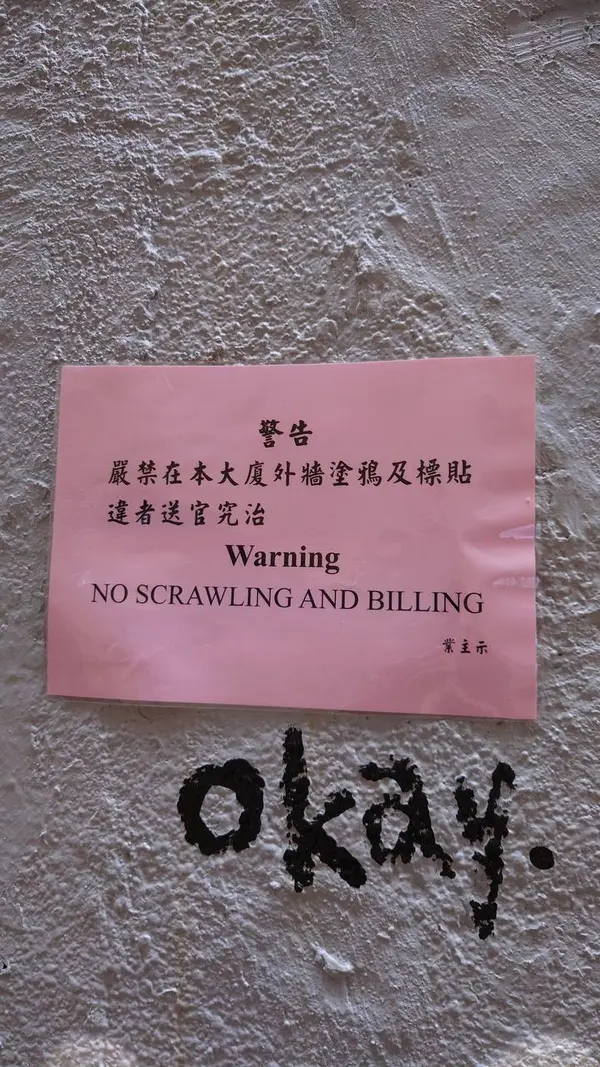 警告
嚴禁在本大廈外牆塗鴉及標貼
違者送官究治
Warning
NO SCRAWLING AND BILLING
業主示
okay.